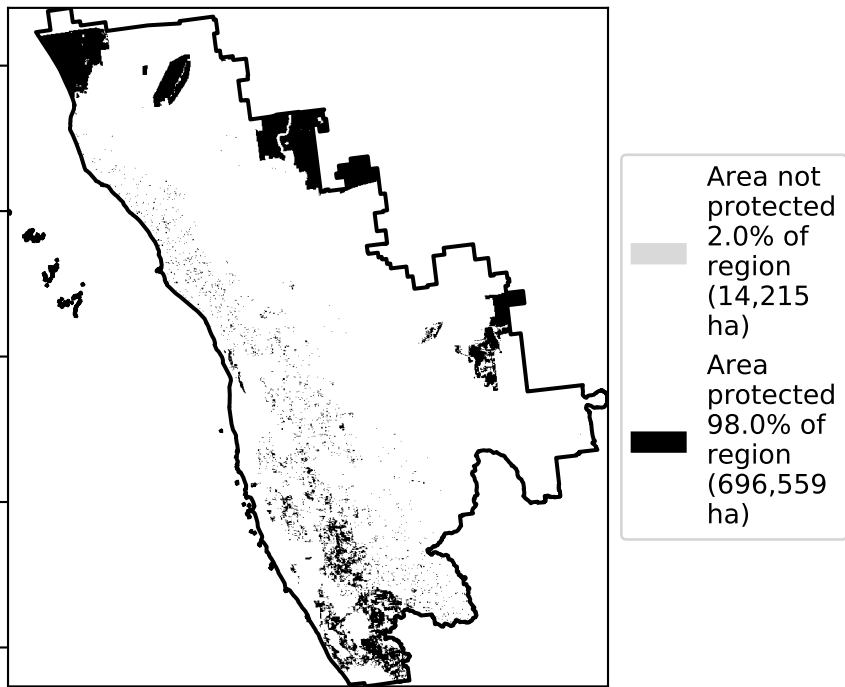 Area not
protected
2.0% of
region
(14,215
ha)
Area
protected
98.0% of
region
(696,559
ha)